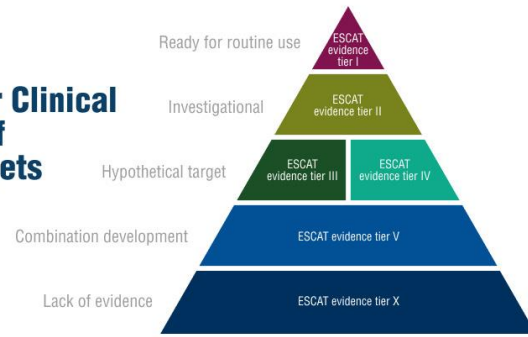 Ready for routine use
ESCAT
evidence
tier I
r Clinical
f
ets
Investigational
ESCAT
evidence tier II
Hypothetical target
ESCAT
evidence tier III
ESCAT
evidence tier IV
Combination development
ESCAT evidence tier V
Lack of evidence
ESCAT evidence tier X